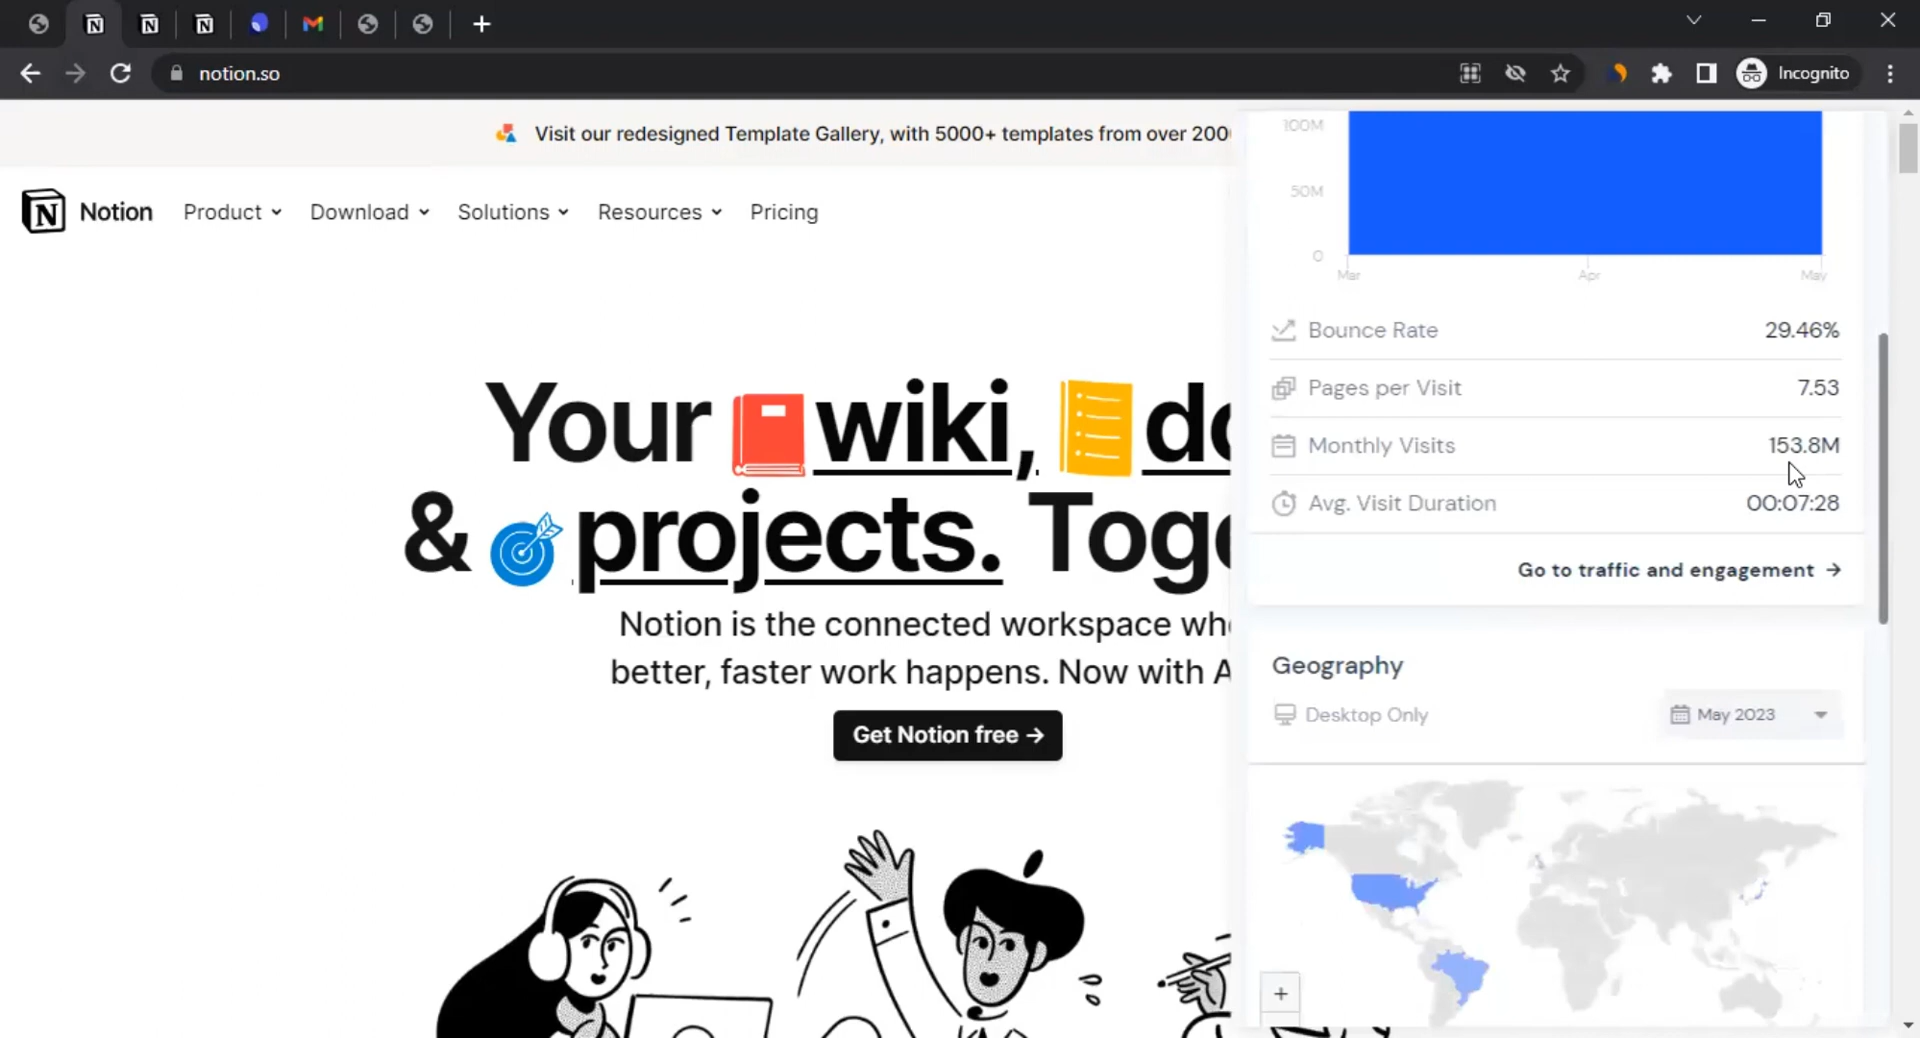 notion.so
Incognito
Visit our redesigned Template Gallery, with 5000+ templates from over 200
N Notion
Product
Download
Solutions
Resources
Pricing
Your wiki,
& projects. Toge
Notion is the connected workspace wh
better, faster work happens. Now with A
Get Notion free →
100M
50M
0
Mar
Apr
May
Bounce Rate 29.46%
Pages per Visit 7.53
Monthly Visits 153.8M
Avg. Visit Duration 00:07:28
Go to traffic and engagement →
Geography
Desktop Only
May 2023
+